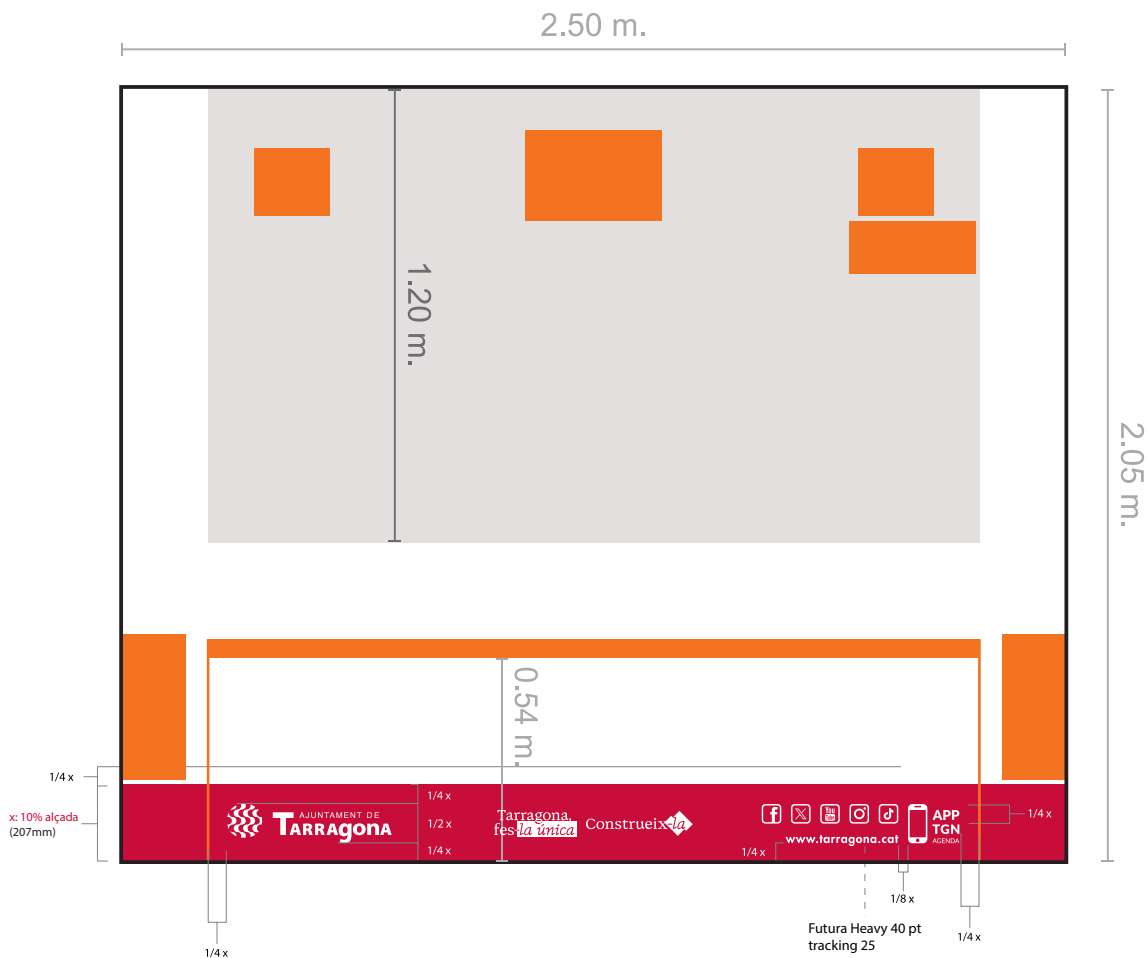 2.50 m.
1.20 m.
2.05 m.
0.54 m.
1/4 x
x: 10% alçada
(207mm)
AJUNTAMENT DE
TARRAgONA
1/4 x
1/2 x
1/4 x
Tarragona,
fes-la única
Construeix-la
You
Tube
www.tarragona.cat
APP
TGN
AGENDA
1/4 x
1/4 x
1/8 x
1/4 x
1/4 x
Futura Heavy 40 pt
tracking 25